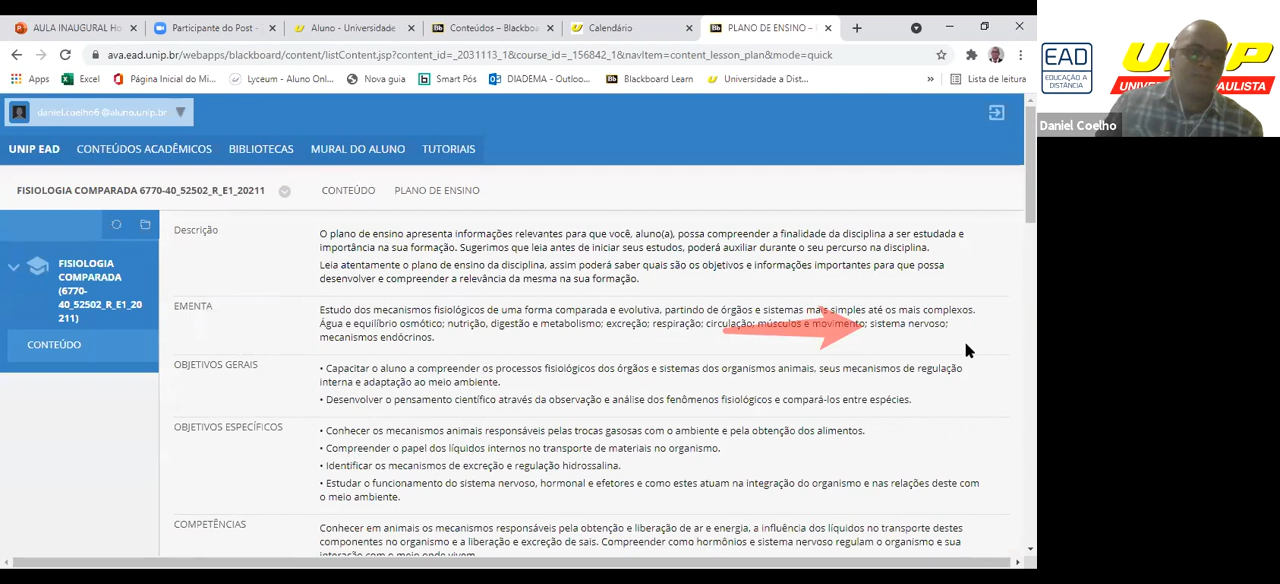 AULA INAUGURAL Ho
Participante do Post -
Aluno - Universidade
Conteúdos – Blackboa
Calendário
PLANO DE ENSINO –
ava.ead.unip.br/webapps/blackboard/content/listContent.jsp?content_id=_2031113_1&course_id=_156842_1&navItem=content_lesson_plan&mode=quick
Apps
Excel
Página Inicial do Mi...
Lyceum - Aluno Onl...
Nova guia
Smart Pós
DIADEMA - Outloo...
Blackboard Learn
Universidade a Dist...
»
Lista de leitura
daniel.coelho6@aluno.unip.br
UNIP EAD
CONTEÚDOS ACADÊMICOS
BIBLIOTECAS
MURAL DO ALUNO
TUTORIAIS
FISIOLOGIA COMPARADA 6770-40_52502_R_E1_20211
CONTEÚDO
PLANO DE ENSINO
FISIOLOGIA
COMPARADA
(6770-
40_52502_R_E1_20
211)
CONTEÚDO
Descrição
O plano de ensino apresenta informações relevantes para que você, aluno(a), possa compreender a finalidade da disciplina a ser estudada e
importância na sua formação. Sugerimos que leia antes de iniciar seus estudos, poderá auxiliar durante o seu percurso na disciplina.
Leia atentamente o plano de ensino da disciplina, assim poderá saber quais são os objetivos e informações importantes para que possa
desenvolver e compreender a relevância da mesma na sua formação.
EMENTA
Estudo dos mecanismos fisiológicos de uma forma comparada e evolutiva, partindo de órgãos e sistemas mais simples até os mais complexos.
Água e equilíbrio osmótico; nutrição, digestão e metabolismo; excreção; respiração; circulação; músculos e movimento; sistema nervoso;
mecanismos endócrinos.
OBJETIVOS GERAIS
• Capacitar o aluno a compreender os processos fisiológicos dos órgãos e sistemas dos organismos animais, seus mecanismos de regulação
interna e adaptação ao meio ambiente.
• Desenvolver o pensamento científico através da observação e análise dos fenômenos fisiológicos e compará-los entre espécies.
OBJETIVOS ESPECÍFICOS
• Conhecer os mecanismos animais responsáveis pelas trocas gasosas com o ambiente e pela obtenção dos alimentos.
• Compreender o papel dos líquidos internos no transporte de materiais no organismo.
• Identificar os mecanismos de excreção e regulação hidrossalina.
• Estudar o funcionamento do sistema nervoso, hormonal e efetores e como estes atuam na integração do organismo e nas relações deste com
o meio ambiente.
COMPETÊNCIAS
Conhecer em animais os mecanismos responsáveis pela obtenção e liberação de ar e energia, a influência dos líquidos no transporte destes
componentes no organismo e a liberação e excreção de sais. Compreender como hormônios e sistema nervoso regulam o organismo e sua
interação com o meio onde vivem.
EAD
EDUCAÇÃO A
DISTÂNCIA
UNIP
Daniel Coelho